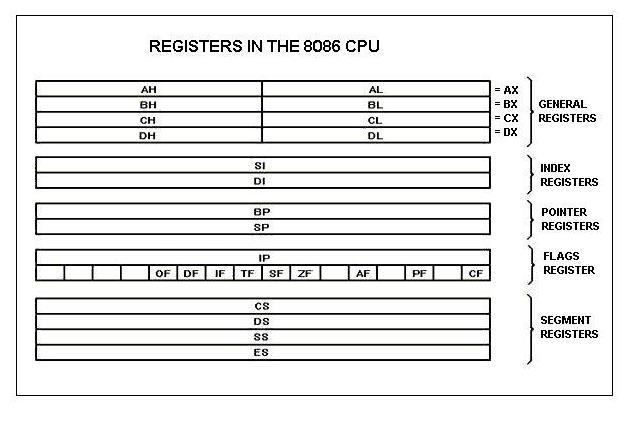 REGISTERS IN THE 8086 CPU
AH AL = AX
BH BL = BX
CH CL = CX
DH DL = DX
GENERAL
REGISTERS
SI
DI
INDEX
REGISTERS
BP
SP
POINTER
REGISTERS
IP
OF DF IF TF SF ZF AF PF CF
FLAGS
REGISTER
CS
DS
SS
ES
SEGMENT
REGISTERS